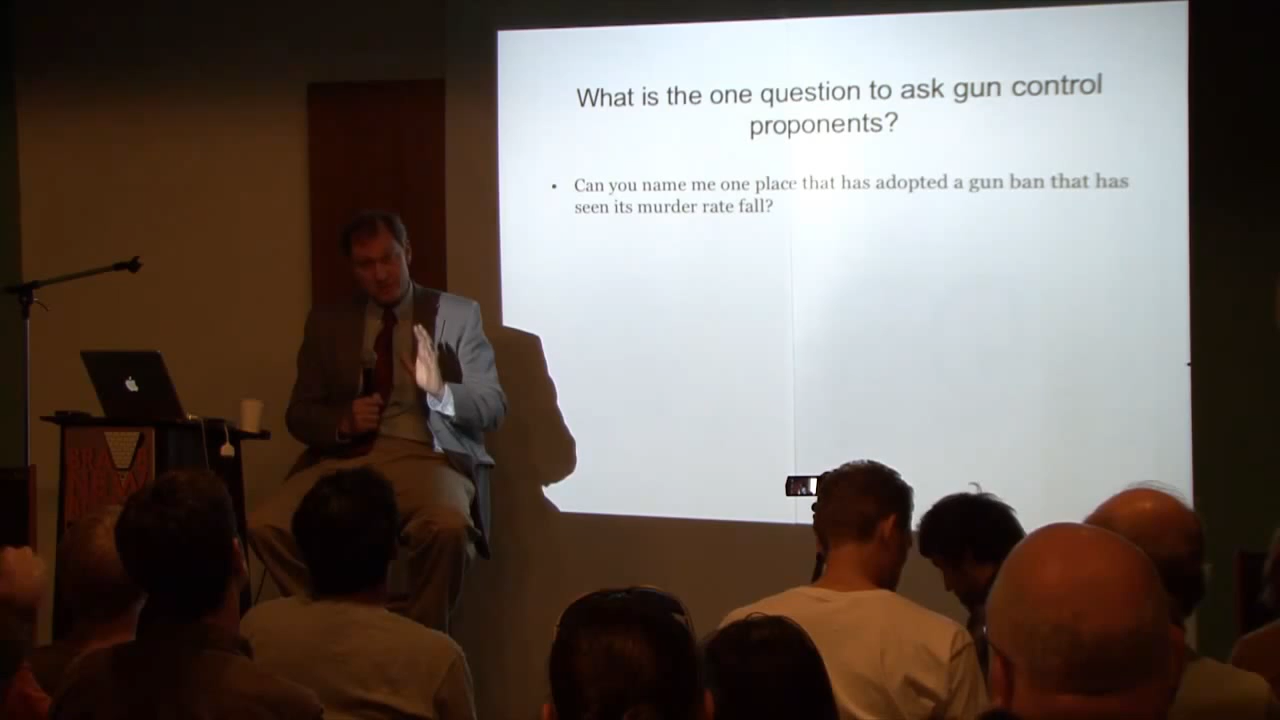 What is the one question to ask gun control
proponents?
• Can you name me one place that has adopted a gun ban that has
seen its murder rate fall?
NEW